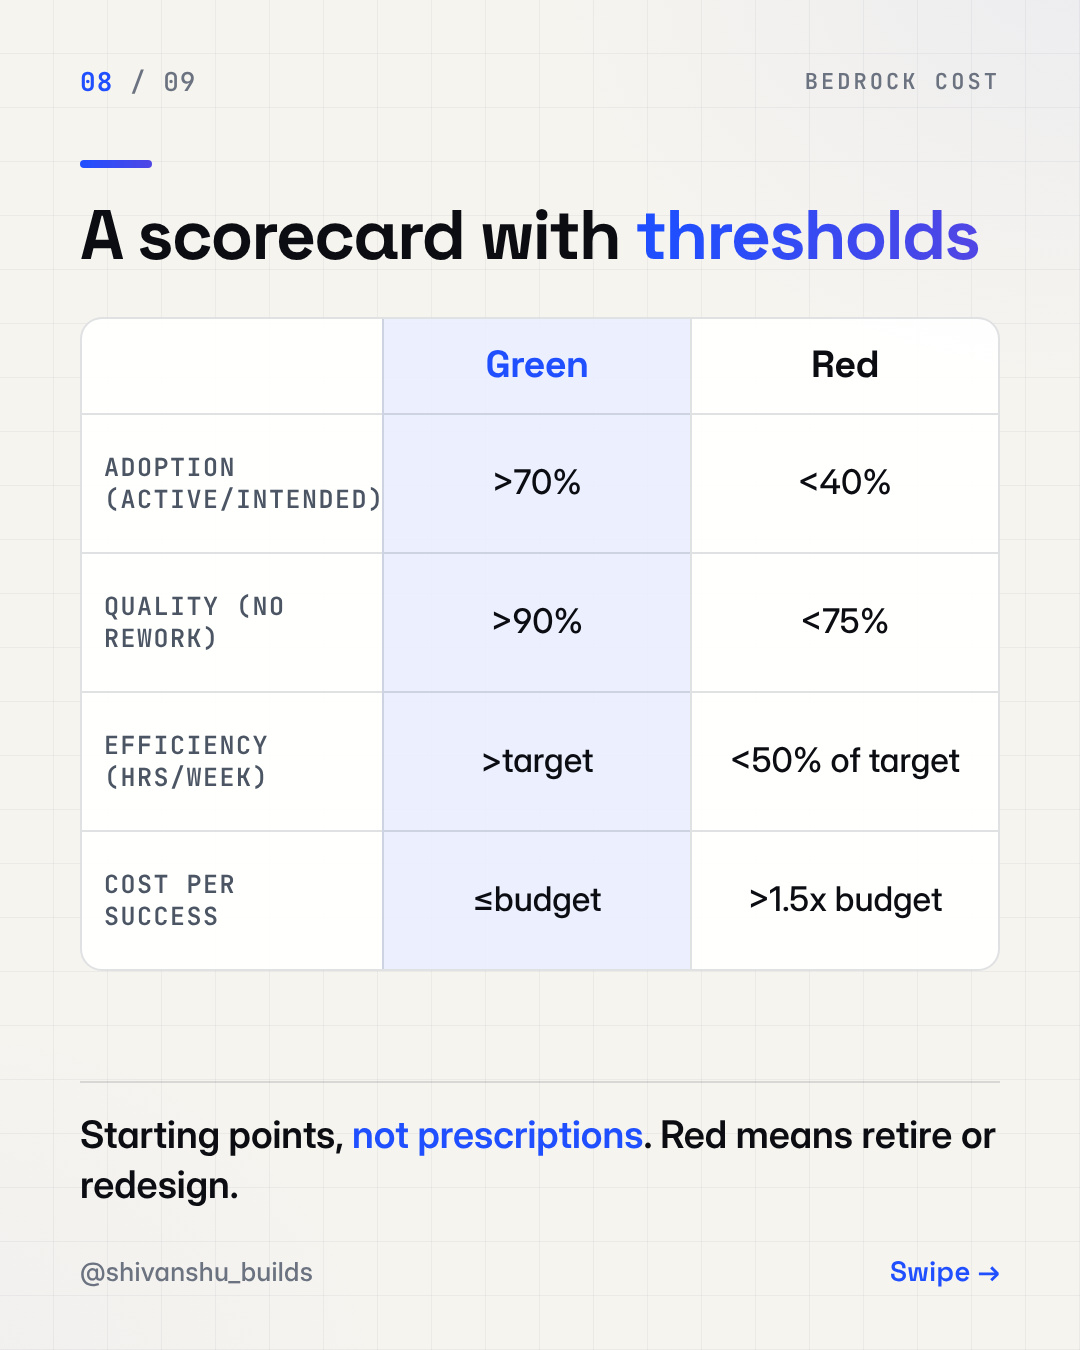 08 / 09
BEDROCK COST
A scorecard with thresholds
Green
Red
ADOPTION
(ACTIVE/INTENDED)
>70%
<40%
QUALITY (NO
REWORK)
>90%
<75%
EFFICIENCY
(HRS/WEEK)
>target
<50% of target
COST PER
SUCCESS
≤budget
>1.5x budget
Starting points, not prescriptions. Red means retire or
redesign.
@shivanshu_builds
Swipe →